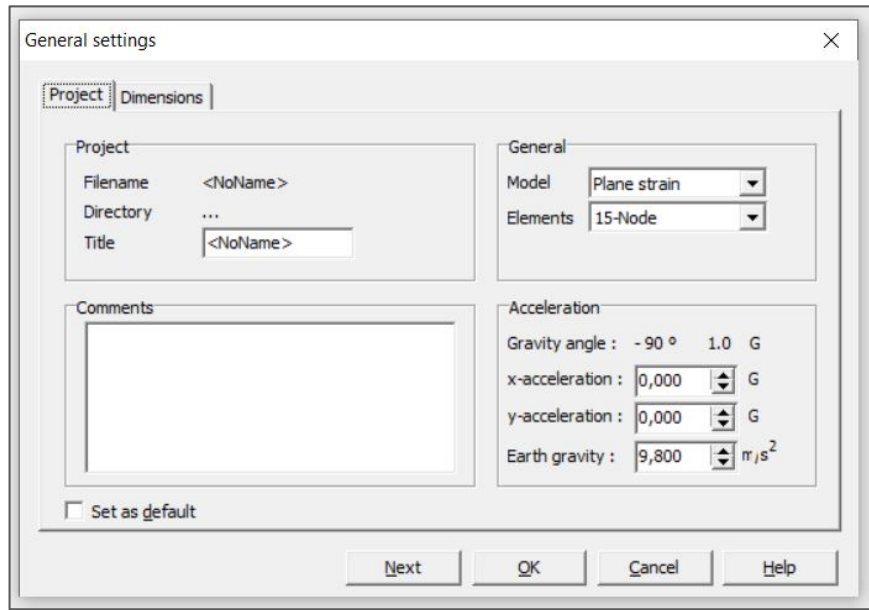 General settings
Project
Dimensions
Project
Filename <NoName>
Directory ...
Title <NoName>
General
Model Plane strain
Elements 15-Node
Comments
Acceleration
Gravity angle : - 90 º 1.0 G
x-acceleration : 0,000 G
y-acceleration : 0,000 G
Earth gravity : 9,800 m/s²
Set as default
Next
OK
Cancel
Help